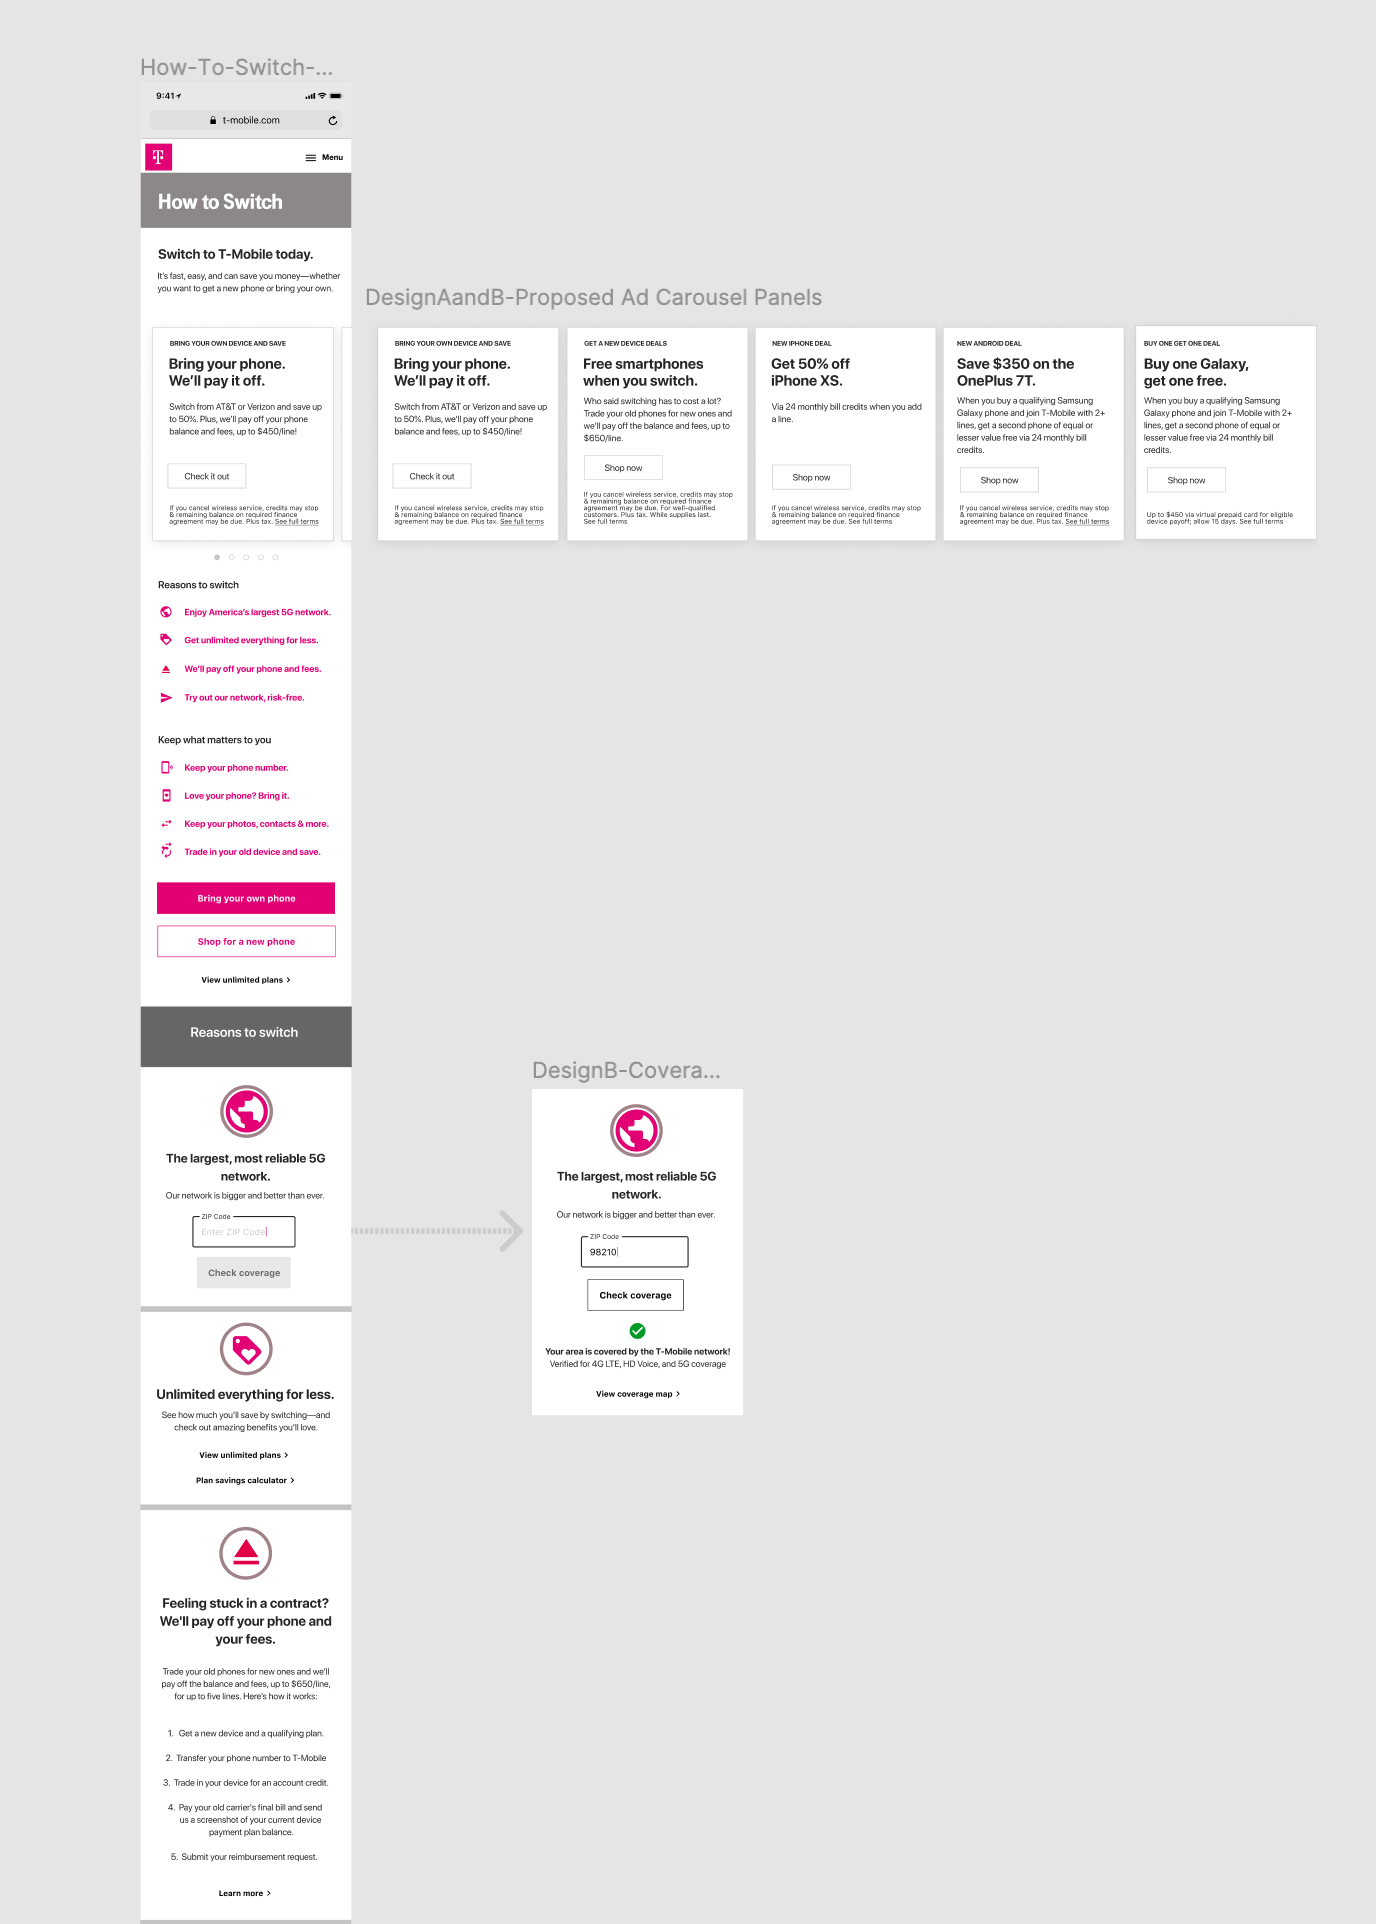 How-To-Switch-...
9:41
t-mobile.com
T
Menu
How to Switch
Switch to T-Mobile today.
It's fast, easy, and can save you money—whether
you want to get a new phone or bring your own.
BRING YOUR OWN DEVICE AND SAVE
Bring your phone.
We'll pay it off.
Switch from AT&T or Verizon and save up
to 50%. Plus, we'll pay off your phone
balance and fees, up to $450/line!
Check it out
If you cancel wireless service, credits may stop
& remaining balance on required finance
agreement may be due. Plus tax. See full terms
DesignAandB-Proposed Ad Carousel Panels
BRING YOUR OWN DEVICE AND SAVE
Bring your phone.
We'll pay it off.
Switch from AT&T or Verizon and save up
to 50%. Plus, we'll pay off your phone
balance and fees, up to $450/line!
Check it out
If you cancel wireless service, credits may stop
& remaining balance on required finance
agreement may be due. Plus tax. See full terms
GET A NEW DEVICE DEALS
Free smartphones
when you switch.
Who said switching has to cost a lot?
Trade your old phones for new ones and
we'll pay off the balance and fees, up to
$650/line.
Shop now
If you cancel wireless service, credits may stop
& remaining balance on required finance
agreement may be due. For well-qualified
customers. Plus tax. While supplies last.
See full terms
NEW IPHONE DEAL
Get 50% off
iPhone XS.
Via 24 monthly bill credits when you add
a line.
Shop now
If you cancel wireless service, credits may stop
& remaining balance on required finance
agreement may be due. See full terms
NEW ANDROID DEAL
Save $350 on the
OnePlus 7T.
When you buy a qualifying Samsung
Galaxy phone and join T-Mobile with 2+
lines, get a second phone of equal or
lesser value free via 24 monthly bill
credits.
Shop now
If you cancel wireless service, credits may stop
& remaining balance on required finance
agreement may be due. Plus tax. See full terms
BUY ONE GET ONE DEAL
Buy one Galaxy,
get one free.
When you buy a qualifying Samsung
Galaxy phone and join T-Mobile with 2+
lines, get a second phone of equal or
lesser value free via 24 monthly bill
credits.
Shop now
Up to $450 via virtual prepaid card for eligible
device payoff; allow 15 days. See full terms
Reasons to switch
Enjoy America's largest 5G network.
Get unlimited everything for less.
We'll pay off your phone and fees.
Try out our network, risk-free.
Keep what matters to you
Keep your phone number.
Love your phone? Bring it.
Keep your photos, contacts & more.
Trade in your old device and save.
Bring your own phone
Shop for a new phone
View unlimited plans >
Reasons to switch
The largest, most reliable 5G
network.
Our network is bigger and better than ever.
ZIP Code
Enter ZIP Code
Check coverage
DesignB-Covera...
The largest, most reliable 5G
network.
Our network is bigger and better than ever.
ZIP Code
98210
Check coverage
Your area is covered by the T-Mobile network!
Verified for 4G LTE, HD Voice, and 5G coverage
View coverage map >
Unlimited everything for less.
See how much you'll save by switching—and
check out amazing benefits you'll love.
View unlimited plans >
Plan savings calculator >
Feeling stuck in a contract?
We'll pay off your phone and
your fees.
Trade your old phones for new ones and we'll
pay off the balance and fees, up to $650/line,
for up to five lines. Here's how it works:
1. Get a new device and a qualifying plan.
2. Transfer your phone number to T-Mobile
3. Trade in your device for an account credit.
4. Pay your old carrier's final bill and send
us a screenshot of your current device
payment plan balance.
5. Submit your reimbursement request.
Learn more >